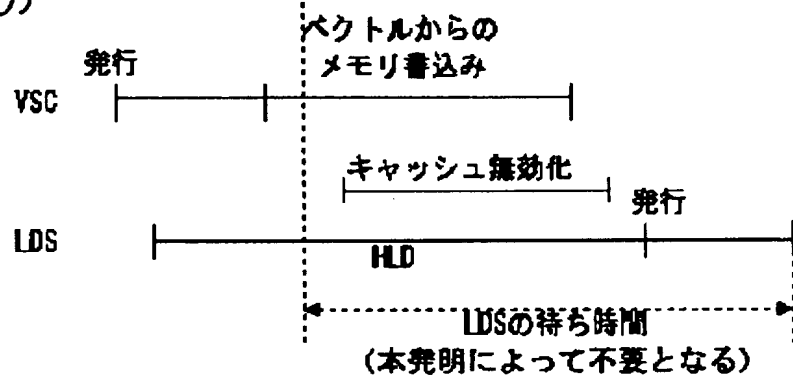 ベクトルからの
発行
メモリ書込み
VSC
キャッシュ無効化
発行
LDS
HLD
LDSの待ち時間
(本発明によって不要となる)